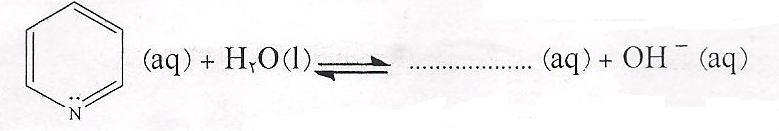 N̈ (aq) + H₂O(l) ⇌ .................. (aq) + OH⁻ (aq)